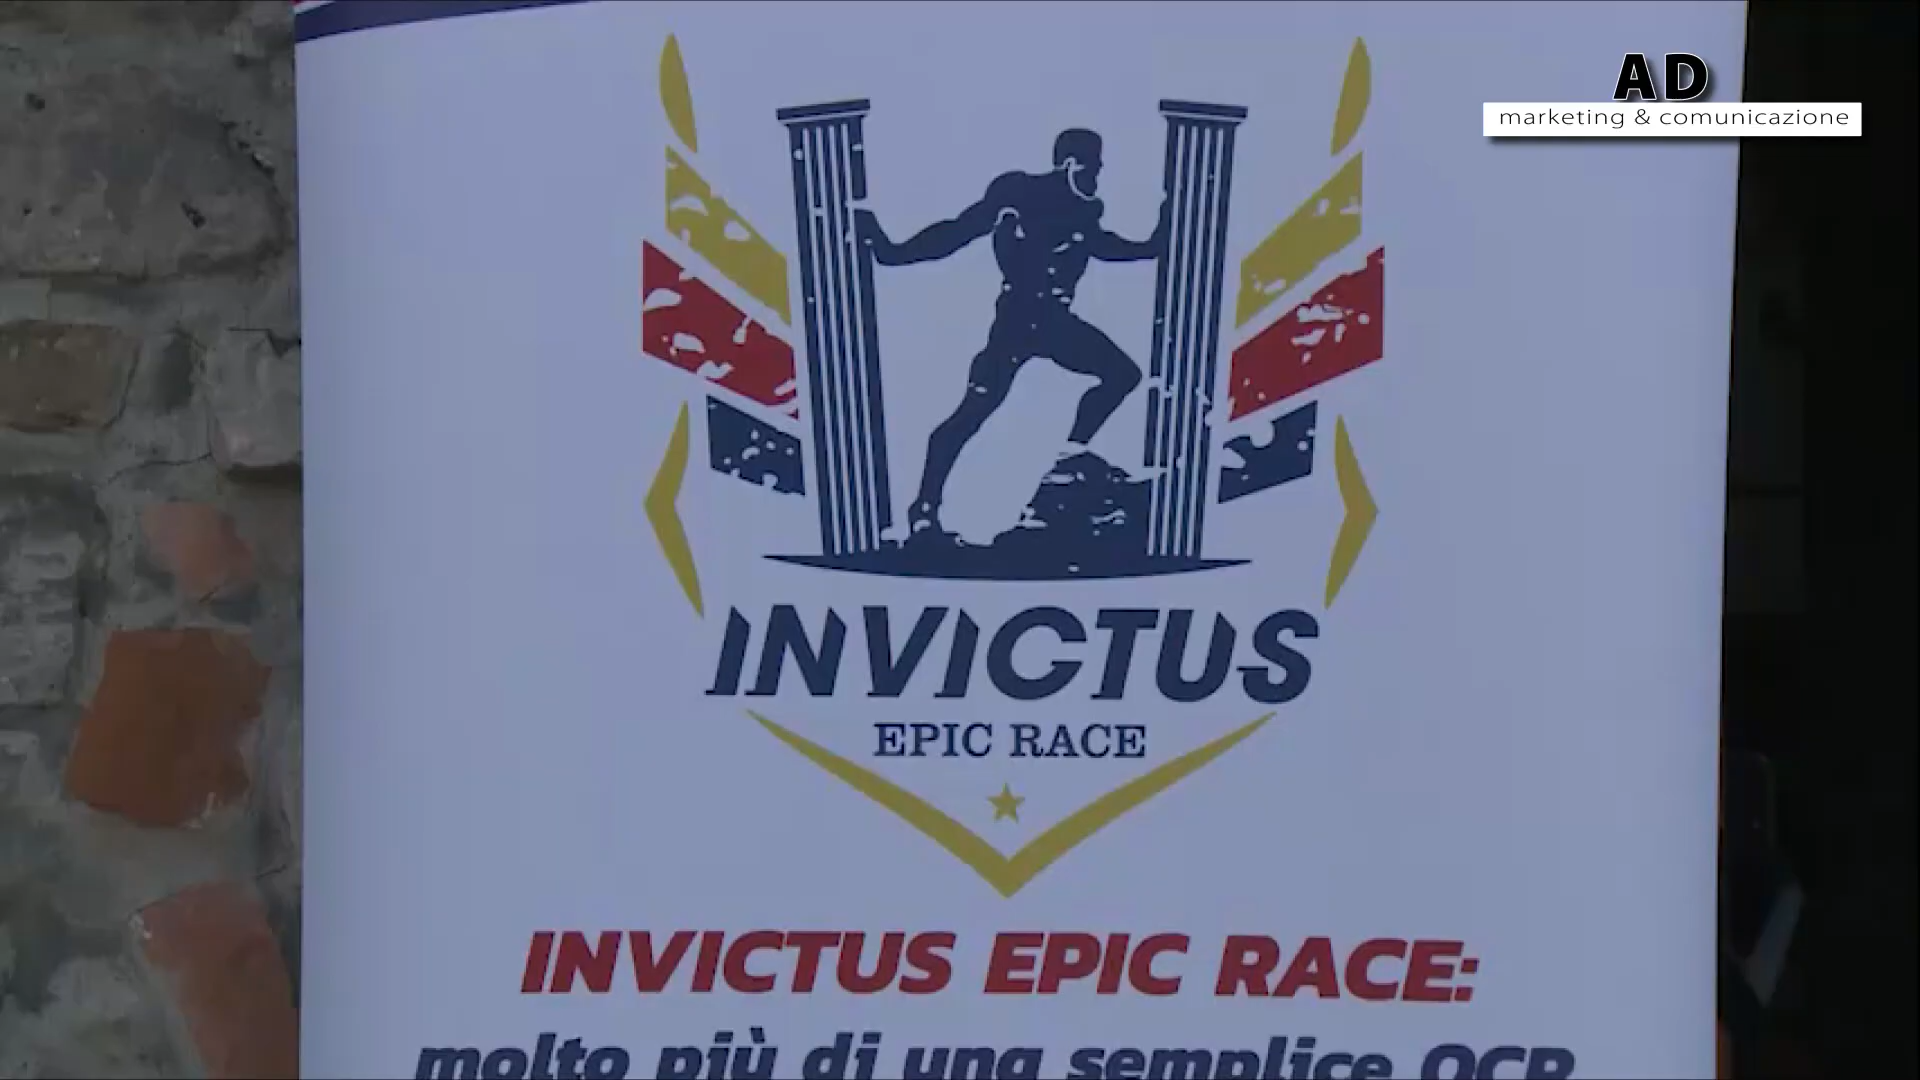 AD
marketing & comunicazione
INVICTUS
EPIC RACE
INVICTUS EPIC RACE:
molto più di una semplice OCR